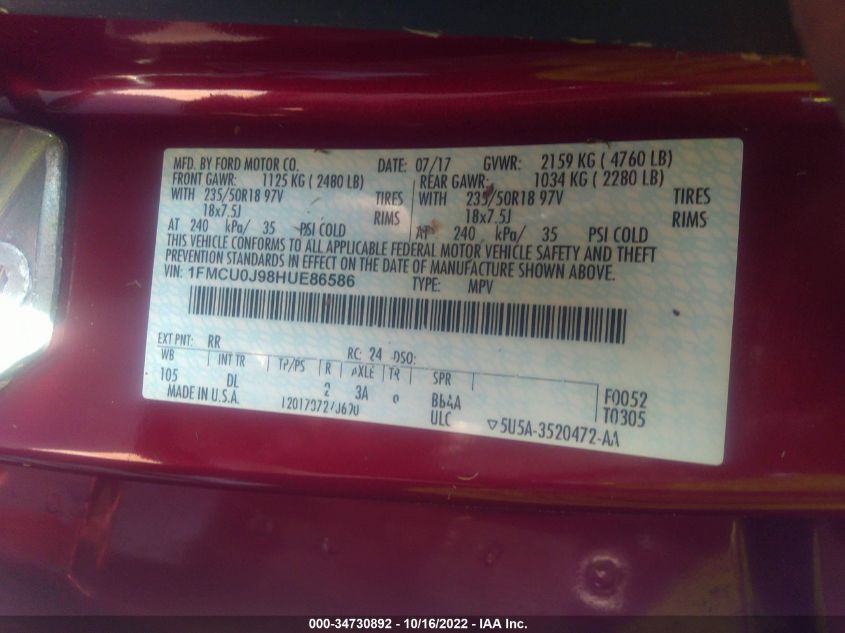 MFD. BY FORD MOTOR CO. DATE: 07/17 GVWR: 2159 KG ( 4760 LB)
FRONT GAWR: 1125 KG ( 2480 LB) REAR GAWR: 1034 KG ( 2280 LB)
WITH 235/50R18 97V TIRES WITH 235/50R18 97V TIRES
18x7.5J RIMS 18x7.5J RIMS
AT 240 kPa/ 35 PSI COLD AT 240 kPa/ 35 PSI COLD
THIS VEHICLE CONFORMS TO ALL APPLICABLE FEDERAL MOTOR VEHICLE SAFETY AND THEFT
PREVENTION STANDARDS IN EFFECT ON THE DATE OF MANUFACTURE SHOWN ABOVE.
VIN: 1FMCU0J98HUE86586 TYPE: MPV
EXT PNT: RR RC: 24 DSO:
WB INT TR TP/PS R AXLE TR SPR
105 DL 2 3A F0052
MADE IN U.S.A. T0305
ULC ▽5U5A-3520472-AA
000-34730892 - 10/16/2022 - IAA Inc.